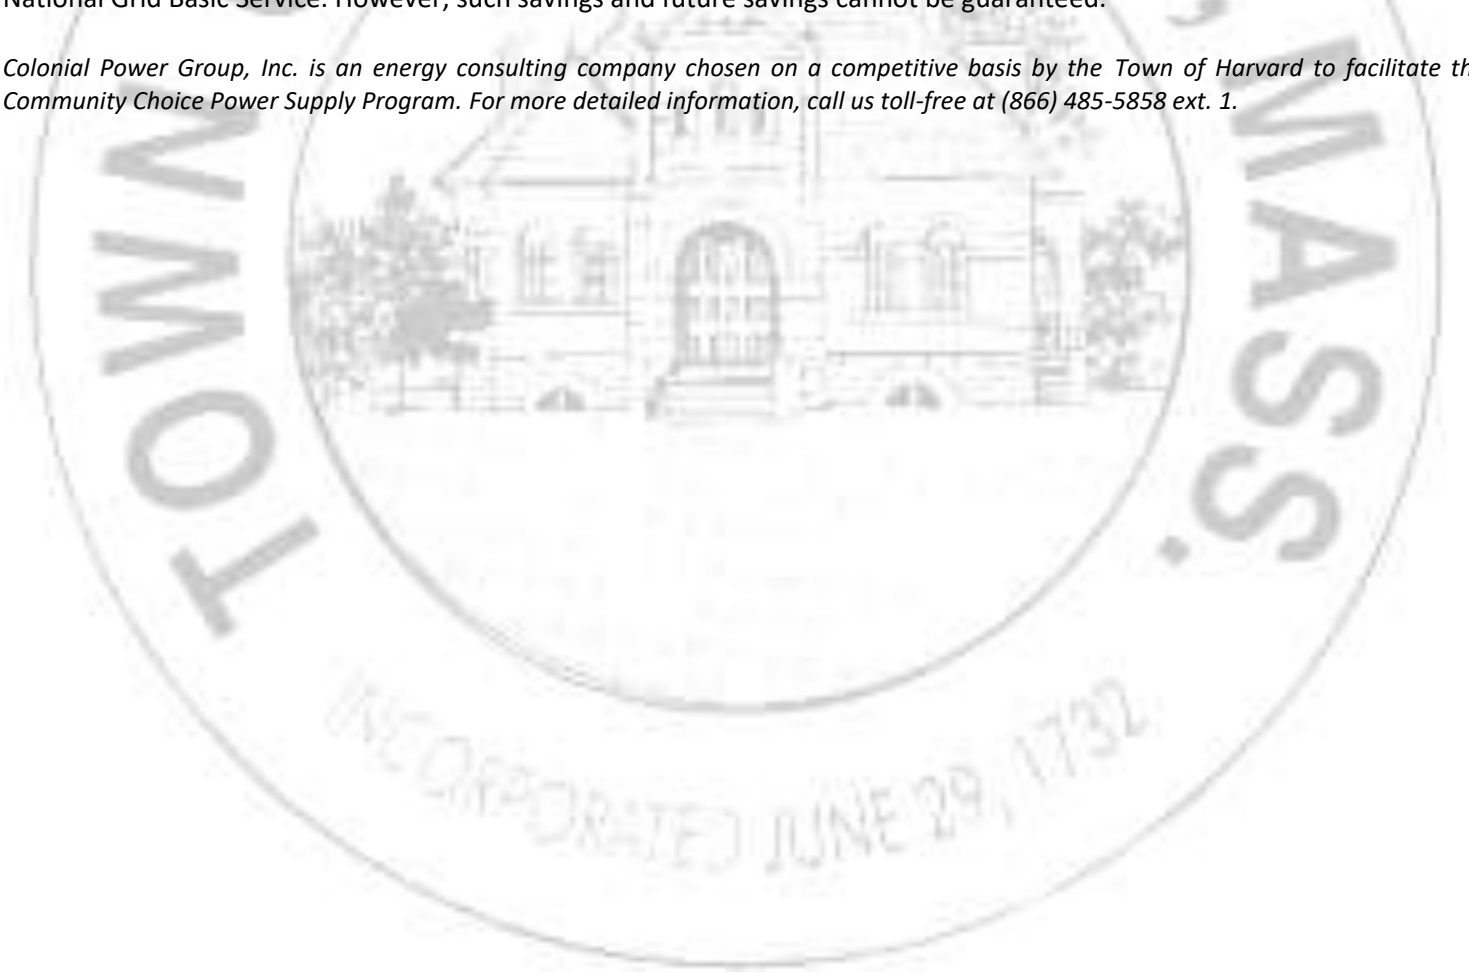 National Grid Basic Service. However, such savings and future savings cannot be guaranteed.
Colonial Power Group, Inc. is an energy consulting company chosen on a competitive basis by the Town of Harvard to facilitate th
Community Choice Power Supply Program. For more detailed information, call us toll-free at (866) 485-5858 ext. 1.
TOWN
, MASS.
INCORPORATED JUNE 29, 1732